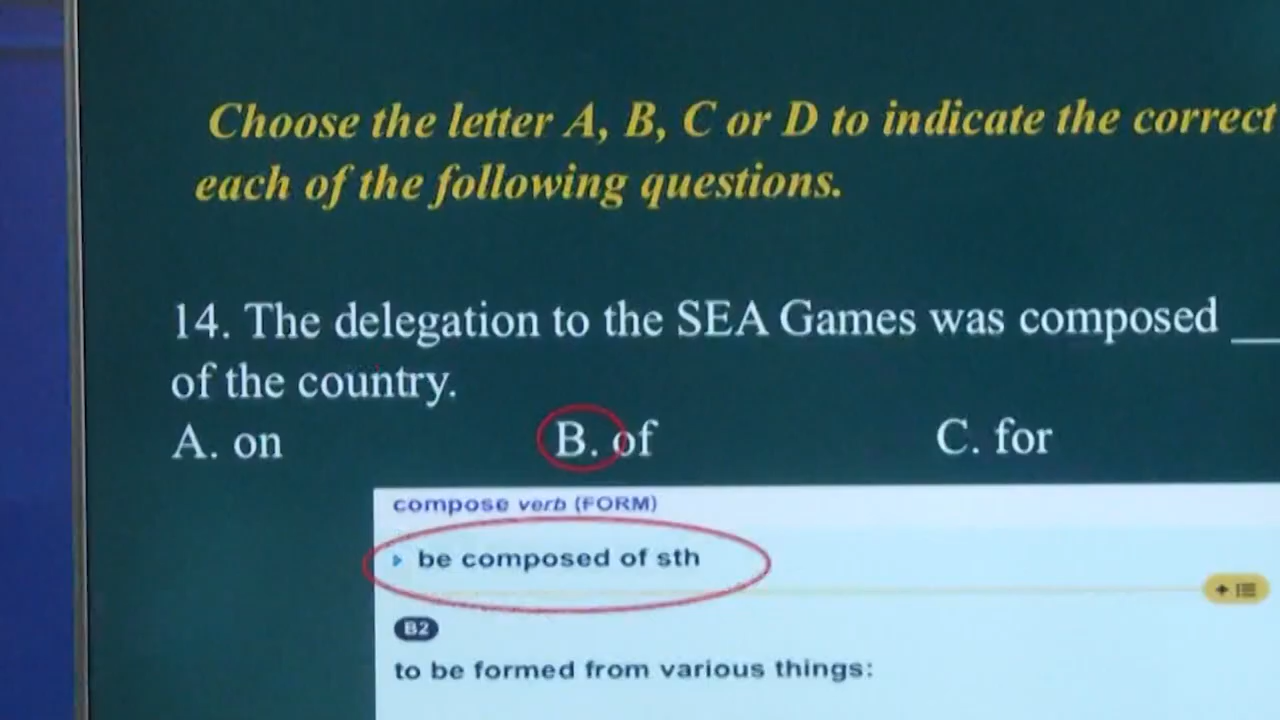 Choose the letter A, B, C or D to indicate the correct
each of the following questions.
14. The delegation to the SEA Games was composed __
of the country.
A. on B. of C. for
compose verb (FORM)
be composed of sth
B2
to be formed from various things: